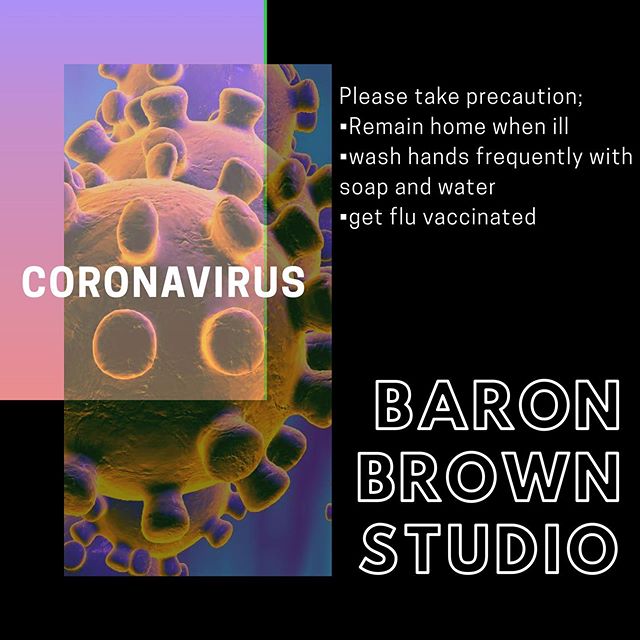 Please take precaution;
▪Remain home when ill
▪wash hands frequently with
soap and water
▪get flu vaccinated
CORONAVIRUS
BARON
BROWN
STUDIO